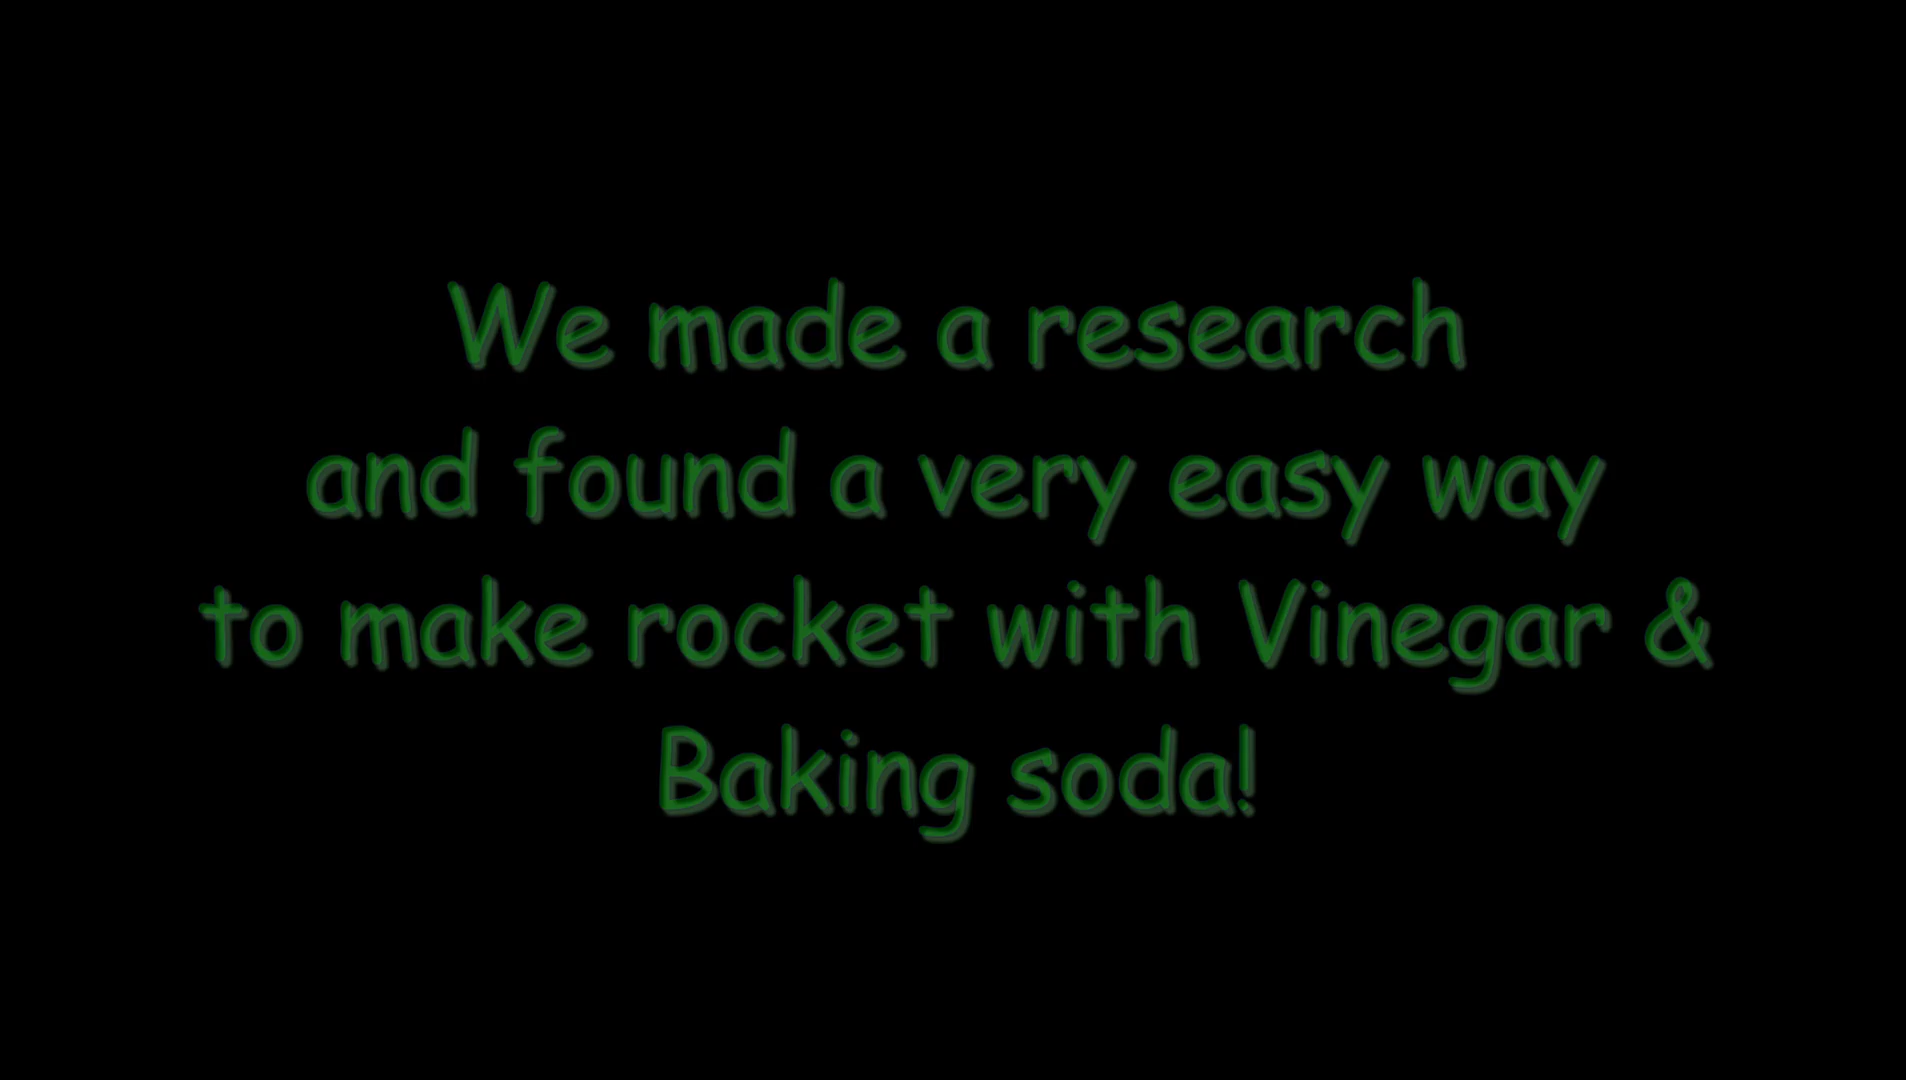 We made a research
and found a very easy way
to make rocket with Vinegar &
Baking soda!